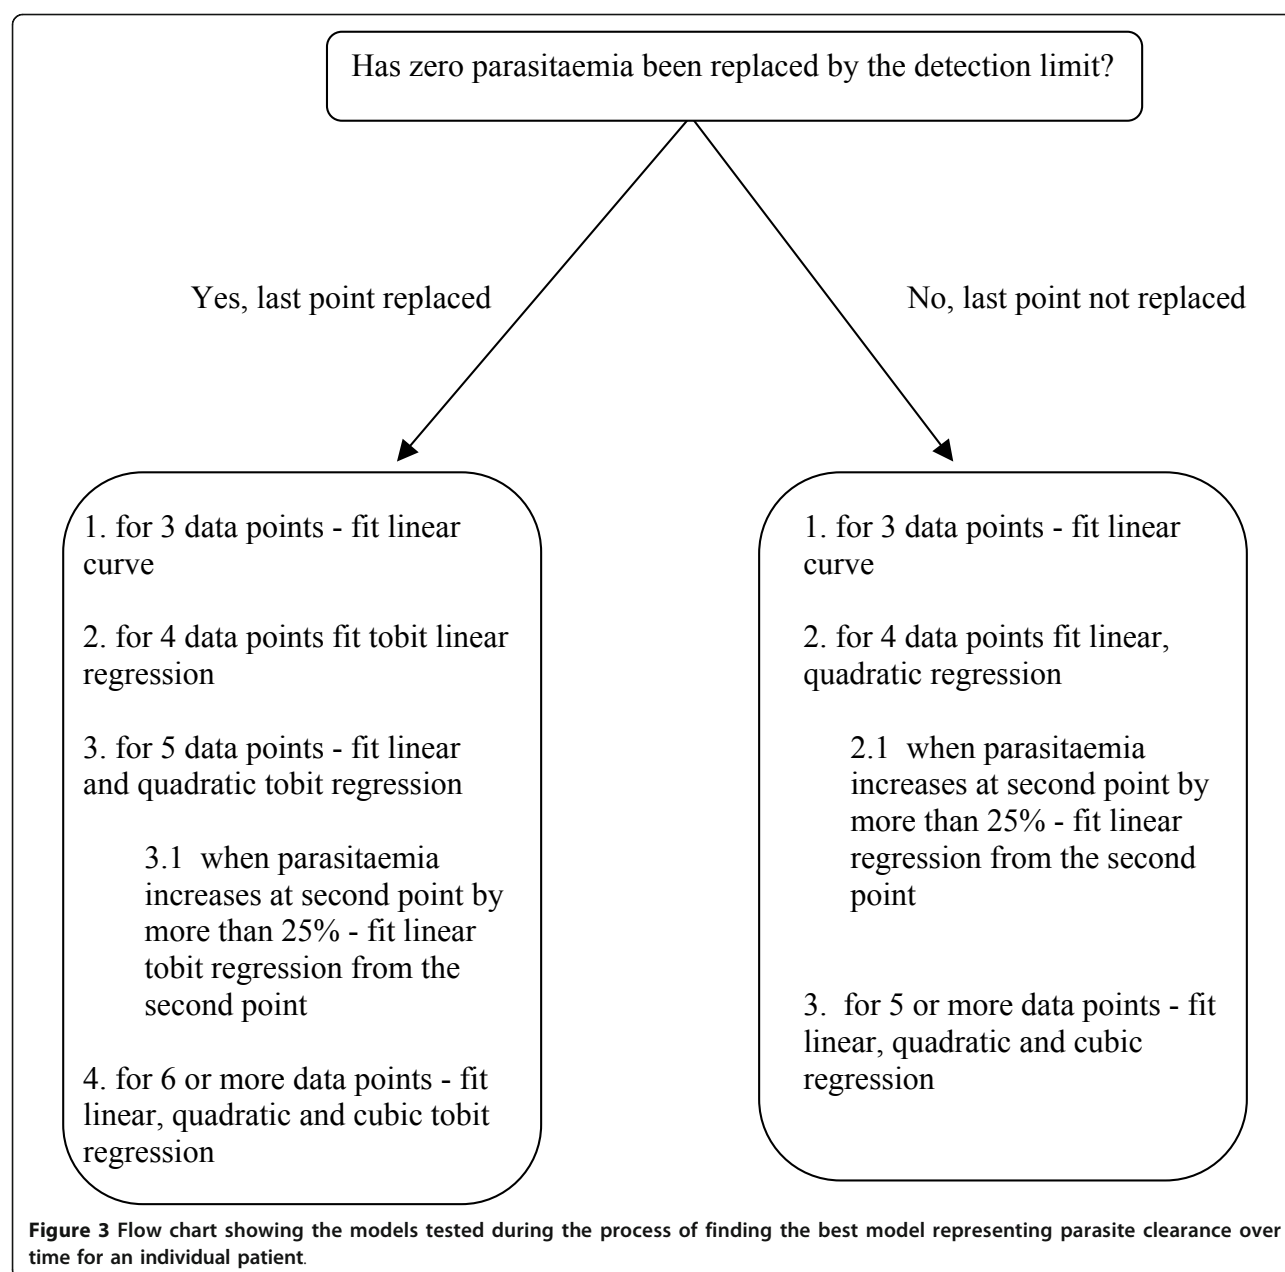 Has zero parasitaemia been replaced by the detection limit?
Yes, last point replaced
No, last point not replaced
1. for 3 data points - fit linear
curve
2. for 4 data points fit tobit linear
regression
3. for 5 data points - fit linear
and quadratic tobit regression
3.1 when parasitaemia
increases at second point by
more than 25% - fit linear
tobit regression from the
second point
4. for 6 or more data points - fit
linear, quadratic and cubic tobit
regression
1. for 3 data points - fit linear
curve
2. for 4 data points fit linear,
quadratic regression
2.1 when parasitaemia
increases at second point by
more than 25% - fit linear
regression from the second
point
3. for 5 or more data points - fit
linear, quadratic and cubic
regression
Figure 3 Flow chart showing the models tested during the process of finding the best model representing parasite clearance over
time for an individual patient.